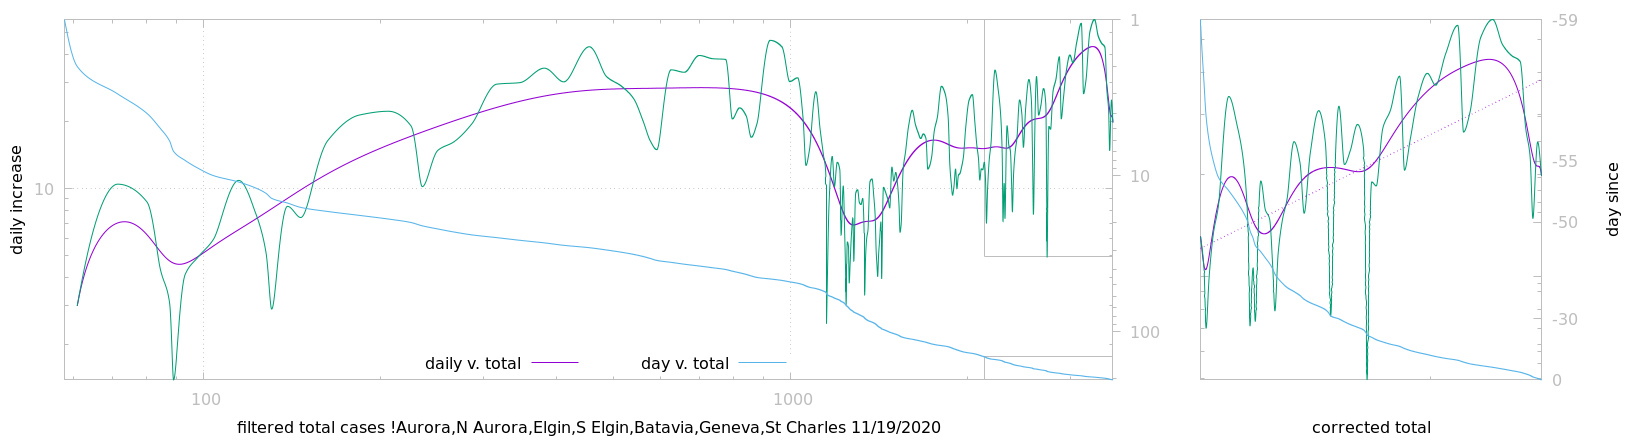 1
-59
daily increase
10
10
-55
-50
day since
-30
100
daily v. total
day v. total
0
100
1000
filtered total cases !Aurora,N Aurora,Elgin,S Elgin,Batavia,Geneva,St Charles 11/19/2020
corrected total